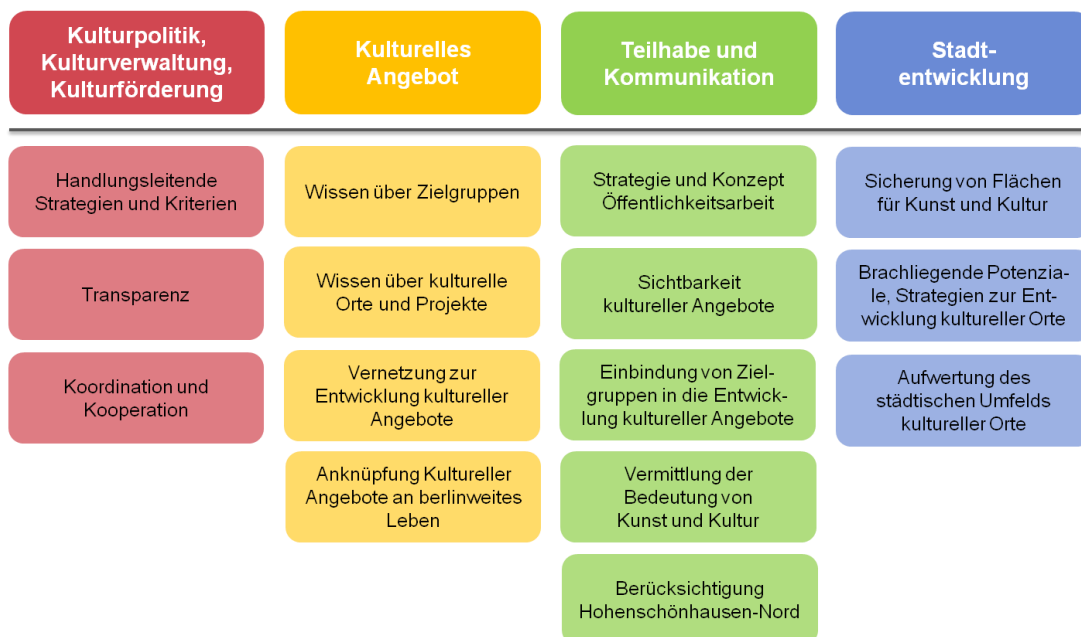 Kulturpolitik,
Kulturverwaltung,
Kulturförderung
Kulturelles
Angebot
Teilhabe und
Kommunikation
Stadt-
entwicklung
Handlungsleitende
Strategien und Kriterien
Transparenz
Koordination und
Kooperation
Wissen über Zielgruppen
Wissen über kulturelle
Orte und Projekte
Vernetzung zur
Entwicklung kultureller
Angebote
Anknüpfung Kultureller
Angebote an berlinweites
Leben
Strategie und Konzept
Öffentlichkeitsarbeit
Sichtbarkeit
kultureller Angebote
Einbindung von Ziel-
gruppen in die Entwick-
lung kultureller Angebote
Vermittlung der
Bedeutung von
Kunst und Kultur
Berücksichtigung
Hohenschönhausen-Nord
Sicherung von Flächen
für Kunst und Kultur
Brachliegende Potenzia-
le, Strategien zur Ent-
wicklung kultureller Orte
Aufwertung des
städtischen Umfelds
kultureller Orte